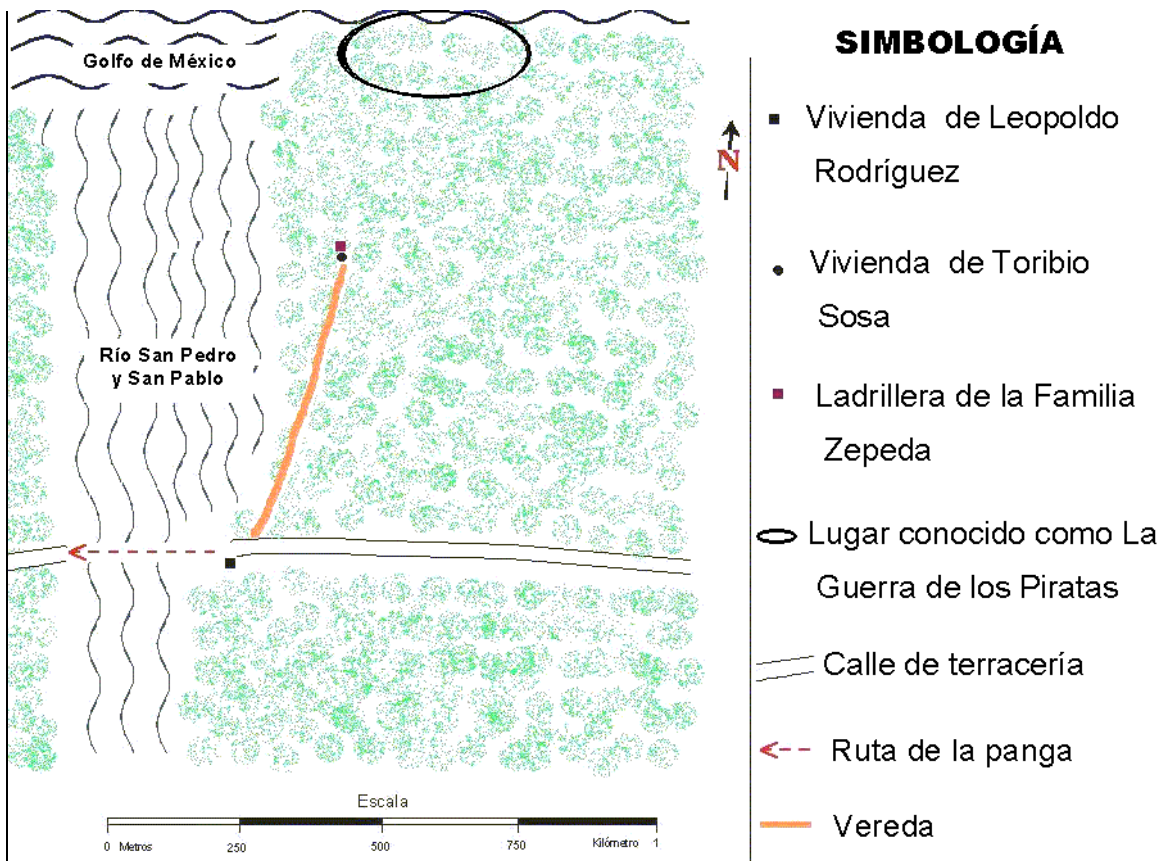 Golfo de México
Río San Pedro
y San Pablo
N
Escala
0 Metros 250 500 750 Kilómetro 1
SIMBOLOGÍA
Vivienda de Leopoldo
Rodríguez
Vivienda de Toribio
Sosa
Ladrillera de la Familia
Zepeda
Lugar conocido como La
Guerra de los Piratas
Calle de terracería
Ruta de la panga
Vereda